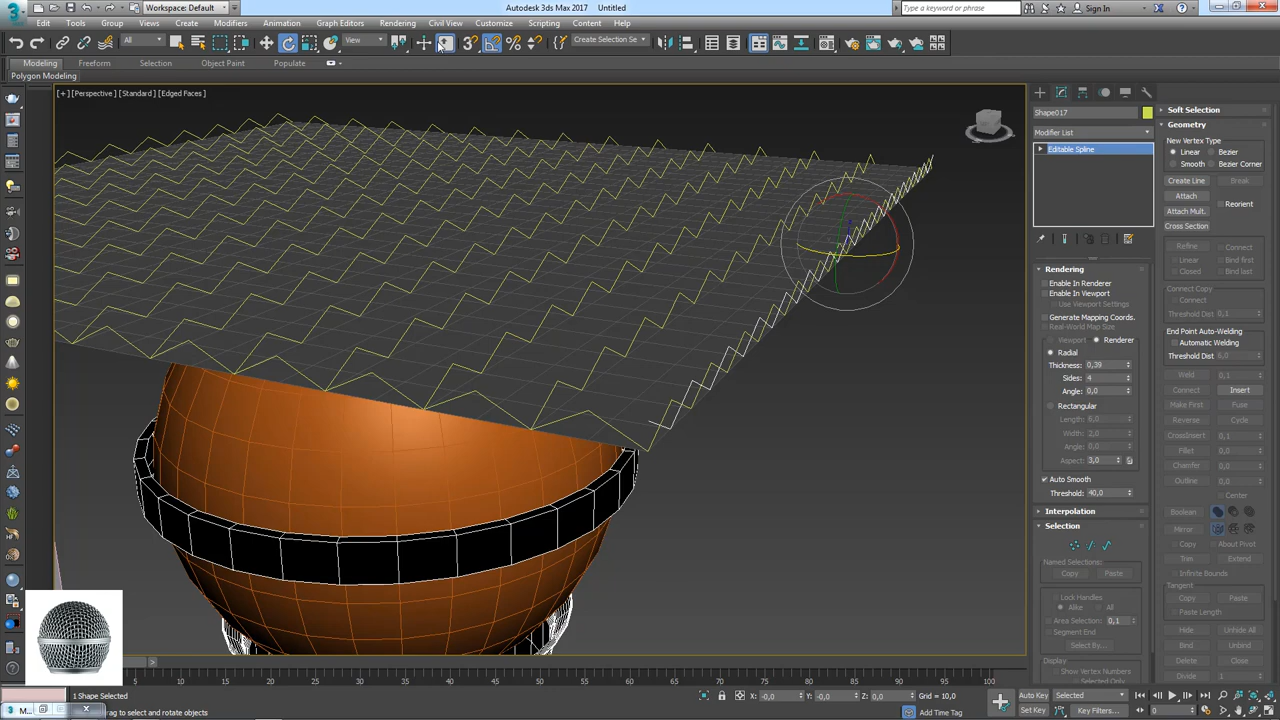 Workspace: Default
Autodesk 3ds Max 2017 Untitled
Type a keyword or phrase
Sign In
Edit Tools Group Views Create Modifiers Animation Graph Editors Rendering Civil View Customize Scripting Content Help
All View Create Selection Se
Modeling Freeform Selection Object Paint Populate
Polygon Modeling
[+] [Perspective] [Standard] [Edged Faces]
Shape017
Modifier List
Editable Spline
Rendering
Enable In Renderer
Enable In Viewport
Use Viewport Settings
Generate Mapping Coords.
Real-World Map Size
Viewport Renderer
Radial
Thickness: 0,39
Sides: 4
Angle: 0,0
Rectangular
Length: 6,0
Width: 2,0
Angle: 0,0
Aspect: 3,0
Auto Smooth
Threshold: 40,0
Interpolation
Selection
Named Selections:
Copy Paste
Lock Handles
Alike All
Area Selection: 0,1
Segment End
Select By...
Display
Show Vertex Numbers
Soft Selection
Geometry
New Vertex Type
Linear Bezier
Smooth Bezier Corner
Create Line Break
Attach
Reorient
Attach Mult.
Cross Section
Refine Connect
Linear Bind first
Closed Bind last
Connect Copy
Connect
Threshold Dist 0,1
End Point Auto-Welding
Automatic Welding
Threshold Dist 6,0
Weld 0,1
Connect Insert
Make First Fuse
Reverse Cycle
CrossInsert 0,1
Fillet 0,0
Chamfer 0,0
Outline 0,0
Center
Boolean
Mirror
Copy About Pivot
Trim Extend
Infinite Bounds
Tangent
Copy Paste
Paste Length
Hide Unhide All
Bind Unbind
Delete Close
Divide 1
5 10 15 20 25 30 35 40 45 50 55 60 65 70 75 80 85 90 95 100
1 Shape Selected
X: -0,0 Y: -0,0 Z: 0,0 Grid = 10,0
Auto Key Selected
drag to select and rotate objects
Add Time Tag
Set Key Key Filters... 0